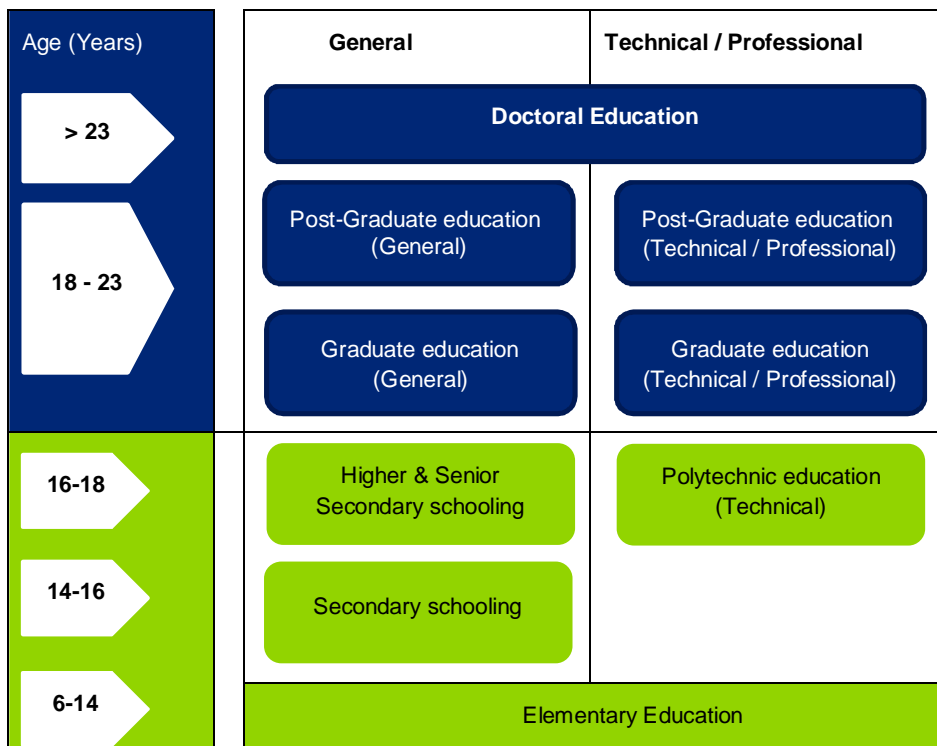 Age (Years)
General
Technical / Professional
> 23
Doctoral Education
18 - 23
Post-Graduate education
(General)
Post-Graduate education
(Technical / Professional)
Graduate education
(General)
Graduate education
(Technical / Professional)
16-18
Higher & Senior
Secondary schooling
Polytechnic education
(Technical)
14-16
Secondary schooling
6-14
Elementary Education